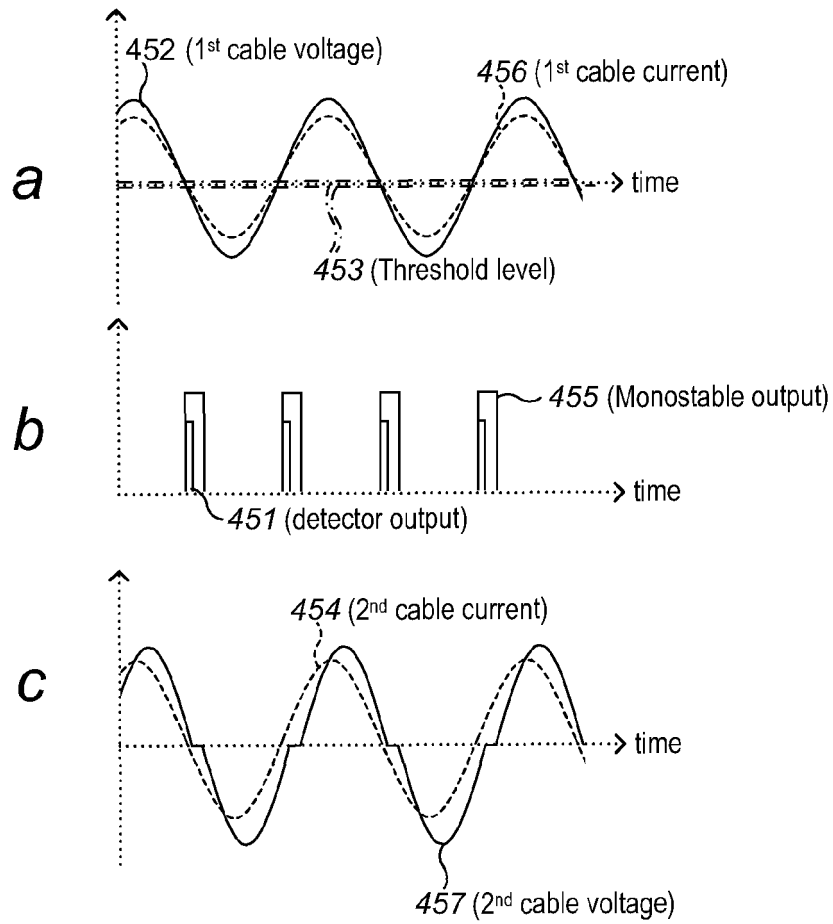 452 (1st cable voltage)
456 (1st cable current)
a
time
453 (Threshold level)
b
455 (Monostable output)
time
451 (detector output)
454 (2nd cable current)
c
time
457 (2nd cable voltage)